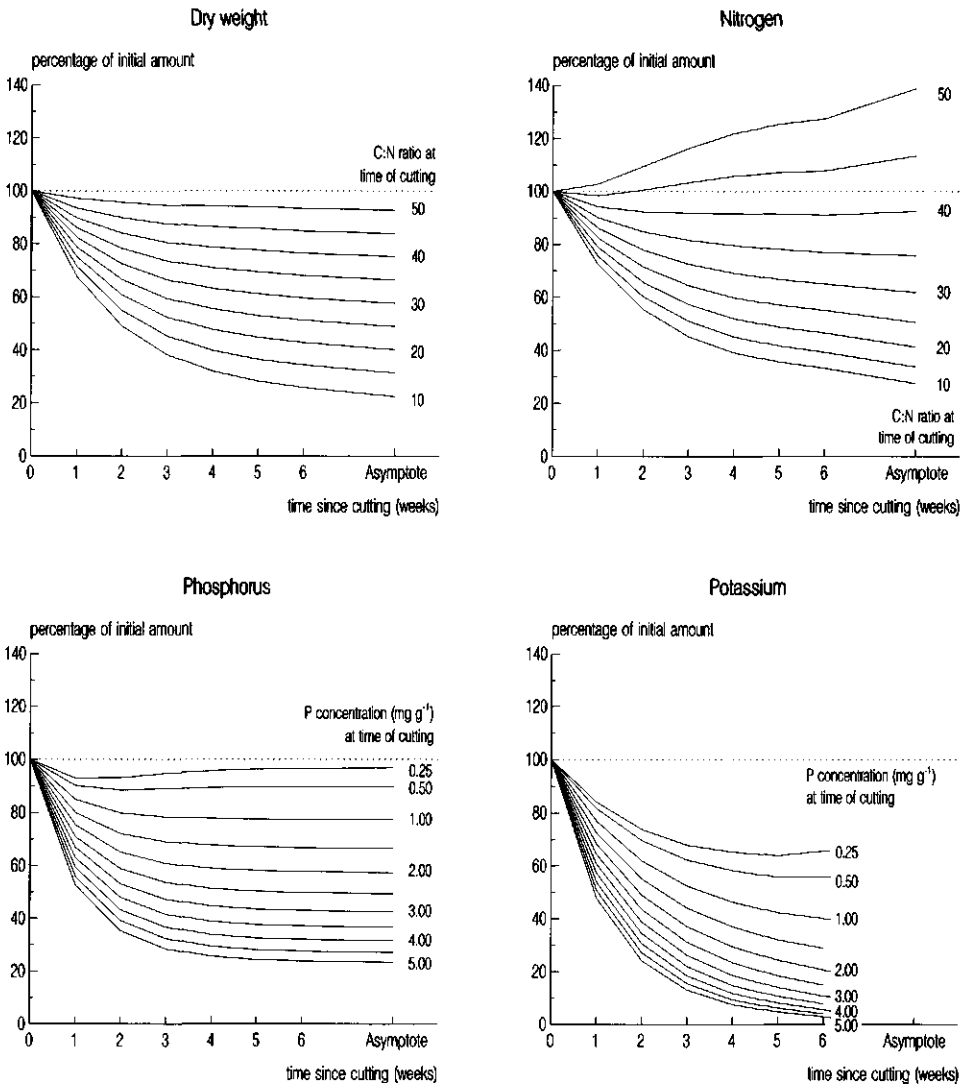 Dry weight
percentage of initial amount
140
120
100
80
60
40
20
0
C:N ratio at
time of cutting
50
40
30
20
10
0 1 2 3 4 5 6 Asymptote
time since cutting (weeks)
Nitrogen
percentage of initial amount
140
120
100
80
60
40
20
0
50
40
30
20
10
C:N ratio at
time of cutting
0 1 2 3 4 5 6 Asymptote
time since cutting (weeks)
Phosphorus
percentage of initial amount
140
120
100
80
60
40
20
0
P concentration (mg g⁻¹)
at time of cutting
0.25
0.50
1.00
2.00
3.00
4.00
5.00
0 1 2 3 4 5 6 Asymptote
time since cutting (weeks)
Potassium
percentage of initial amount
140
120
100
80
60
40
20
0
P concentration (mg g⁻¹)
at time of cutting
0.25
0.50
1.00
2.00
3.00
4.00
5.00
0 1 2 3 4 5 6 Asymptote
time since cutting (weeks)